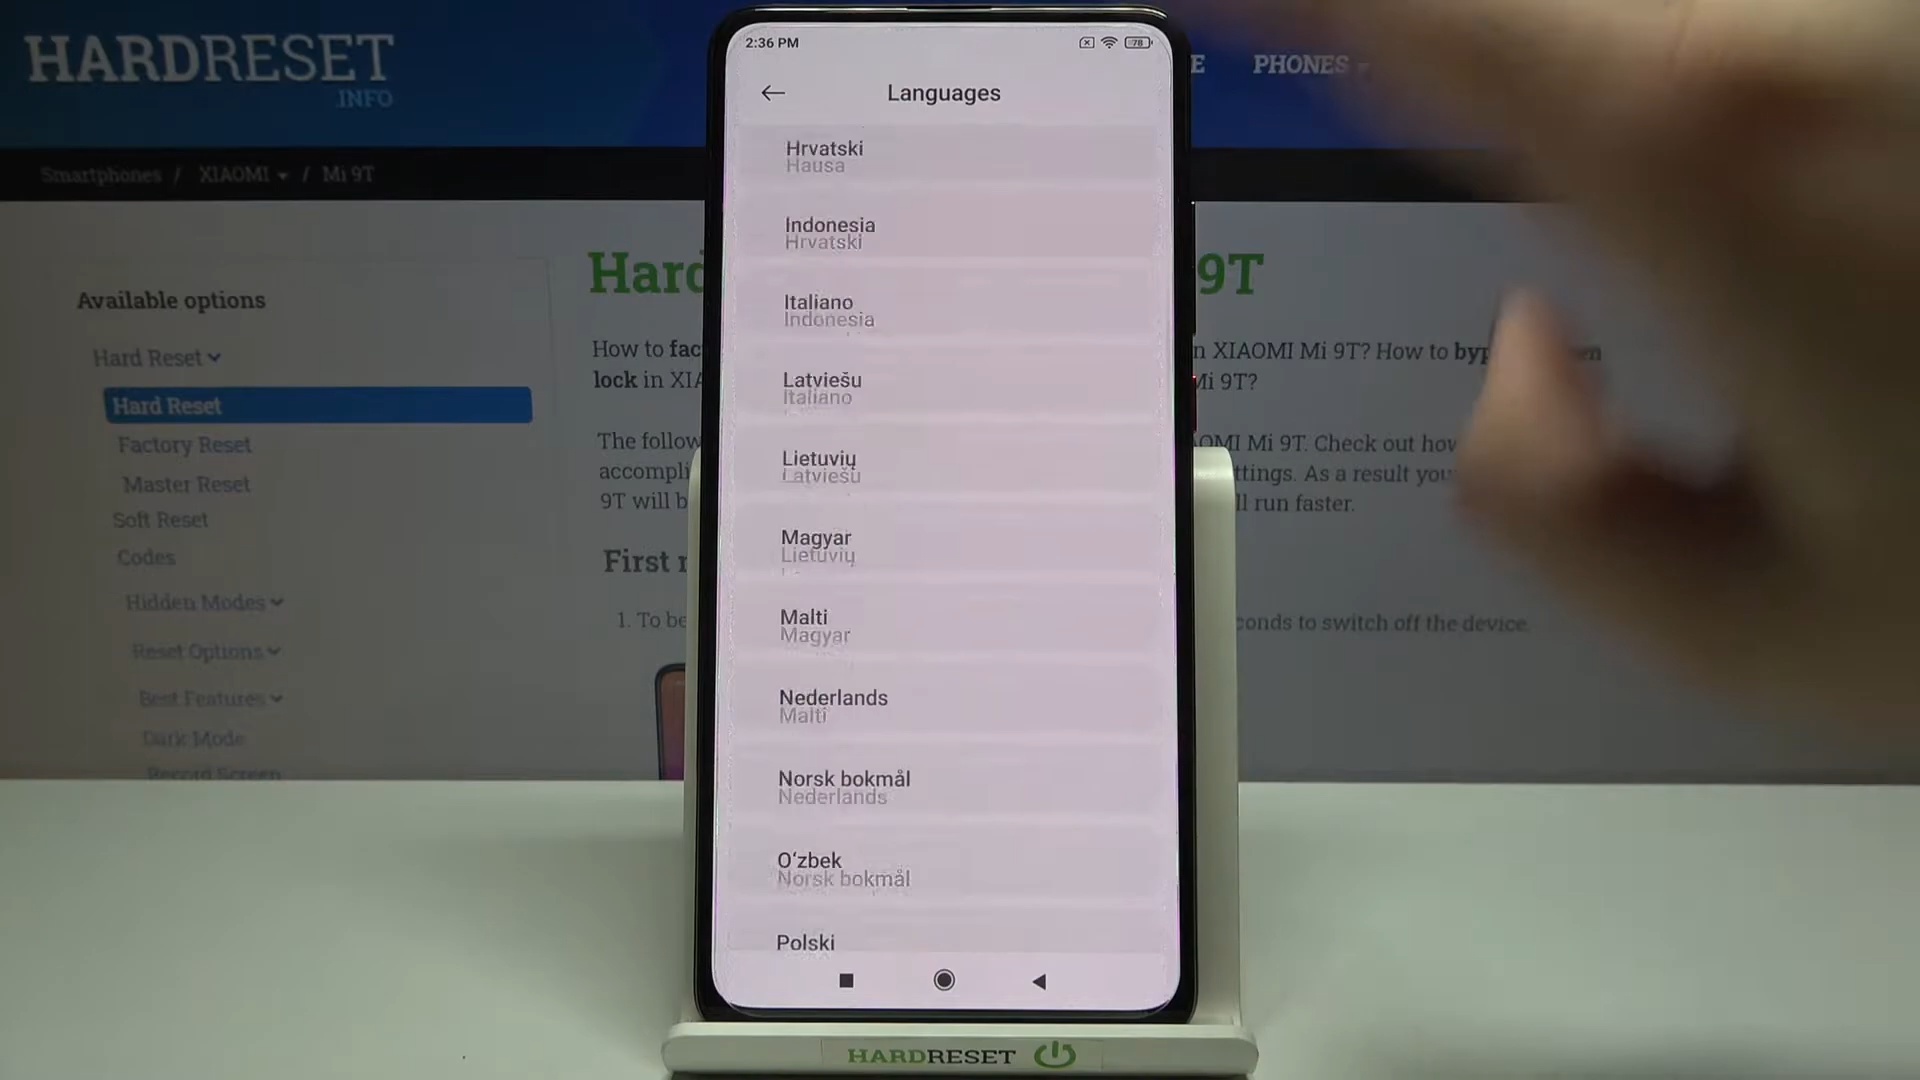 HARDRESET
.INFO
E PHONES
Smartphones / XIAOMI / Mi 9T
Available options
Hard Reset
Hard Reset
Factory Reset
Master Reset
Soft Reset
Codes
Hidden Modes
Reset Options
Best Features
Dark Mode
Record Screen
Hard 9T
How to fac n XIAOMI Mi 9T? How to
lock in XIA Mi 9T?
The follow OMI Mi 9T. Check out how
accompli ttings. As a result you
9T will b ll run faster.
First
1. To be conds to switch off the device.
2:36 PM 78
Languages
Hrvatski
Hausa
Indonesia
Hrvatski
Italiano
Indonesia
Latviešu
Italiano
Lietuvių
Latviešu
Magyar
Lietuvių
Malti
Magyar
Nederlands
Malti
Norsk bokmål
Nederlands
O‘zbek
Norsk bokmål
Polski
HARDRESET